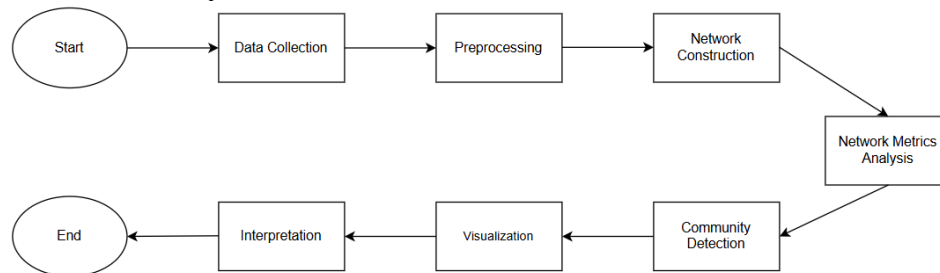 Start
Data Collection
Preprocessing
Network
Construction
Network Metrics
Analysis
Community
Detection
Visualization
Interpretation
End